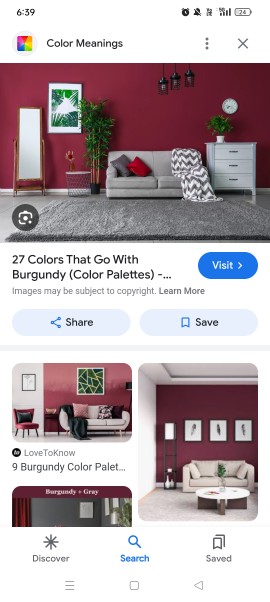 6:39
24
Color Meanings
27 Colors That Go With
Burgundy (Color Palettes) -...
Visit
Images may be subject to copyright. Learn More
Share
Save
LoveToKnow
9 Burgundy Color Palet...
Burgundy + Gray
Discover
Search
Saved